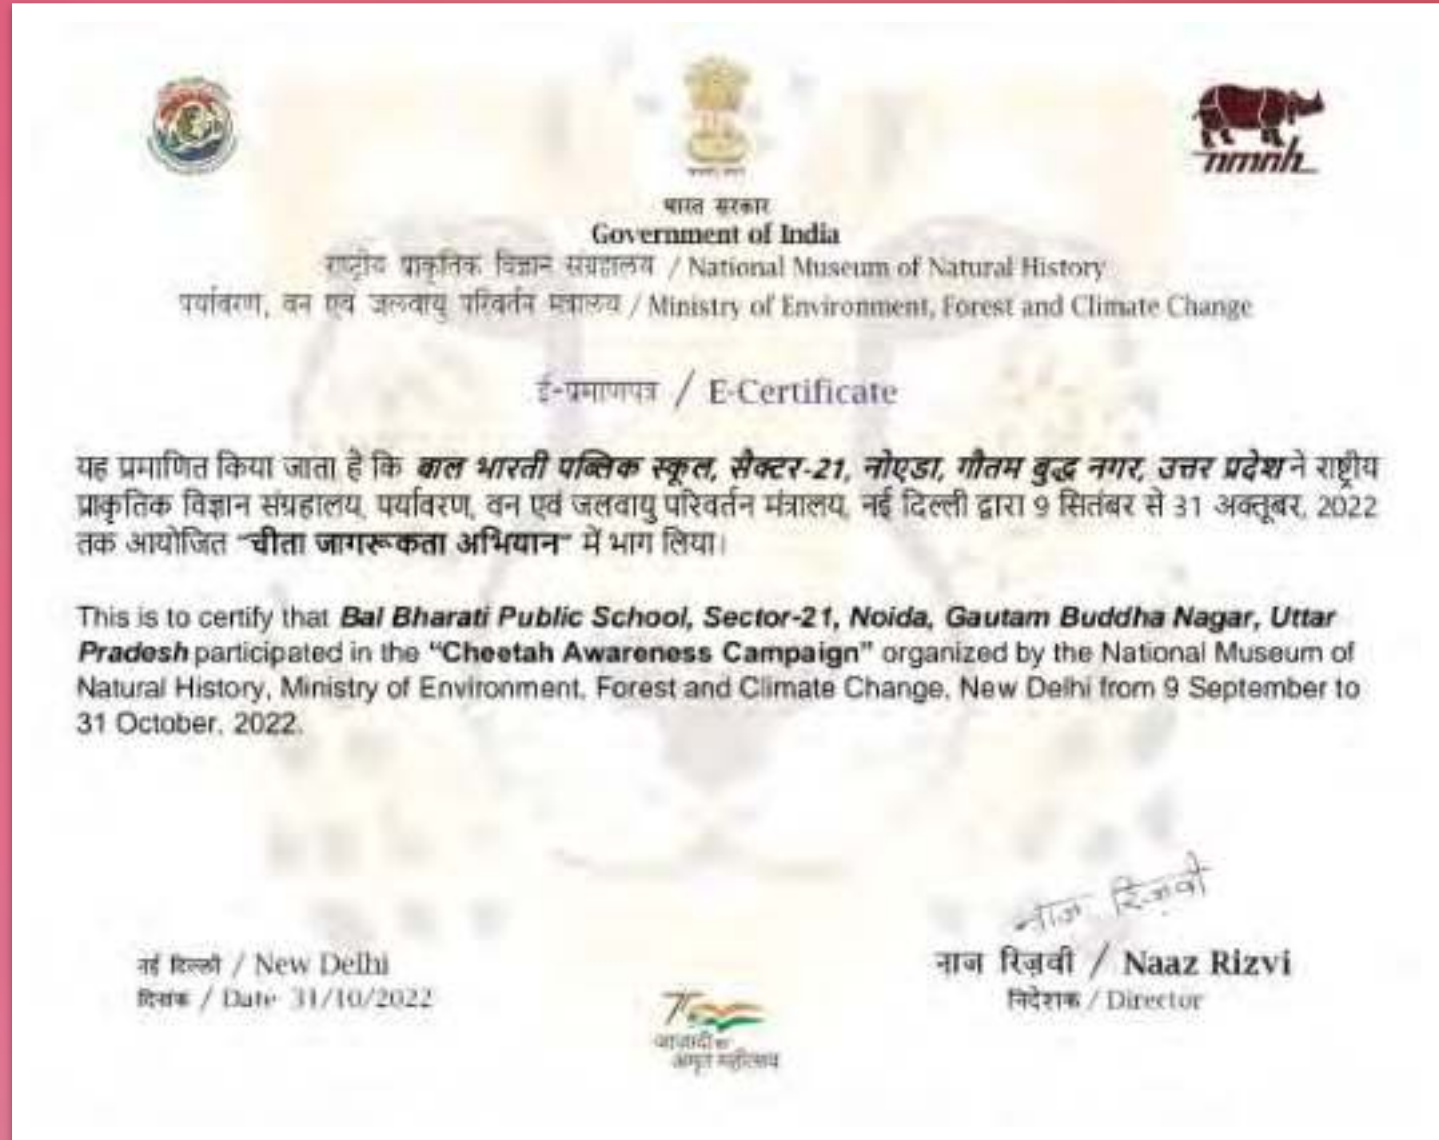 nmnh
भारत सरकार
Government of India
राष्ट्रीय प्राकृतिक विज्ञान संग्रहालय / National Museum of Natural History
पर्यावरण, वन एवं जलवायु परिवर्तन मंत्रालय / Ministry of Environment, Forest and Climate Change
ई-प्रमाणपत्र / E-Certificate
यह प्रमाणित किया जाता है कि बाल भारती पब्लिक स्कूल, सैक्टर-21, नोएडा, गौतम बुद्ध नगर, उत्तर प्रदेश ने राष्ट्रीय
प्राकृतिक विज्ञान संग्रहालय, पर्यावरण, वन एवं जलवायु परिवर्तन मंत्रालय, नई दिल्ली द्वारा 9 सितंबर से 31 अक्तूबर, 2022
तक आयोजित "चीता जागरूकता अभियान" में भाग लिया।
This is to certify that Bal Bharati Public School, Sector-21, Noida, Gautam Buddha Nagar, Uttar
Pradesh participated in the “Cheetah Awareness Campaign” organized by the National Museum of
Natural History, Ministry of Environment, Forest and Climate Change, New Delhi from 9 September to
31 October, 2022.
नाज़ रिज़वी
नई दिल्ली / New Delhi
दिनांक / Date 31/10/2022
नाज रिज़वी / Naaz Rizvi
निदेशक / Director
आज़ादी का
अमृत महोत्सव